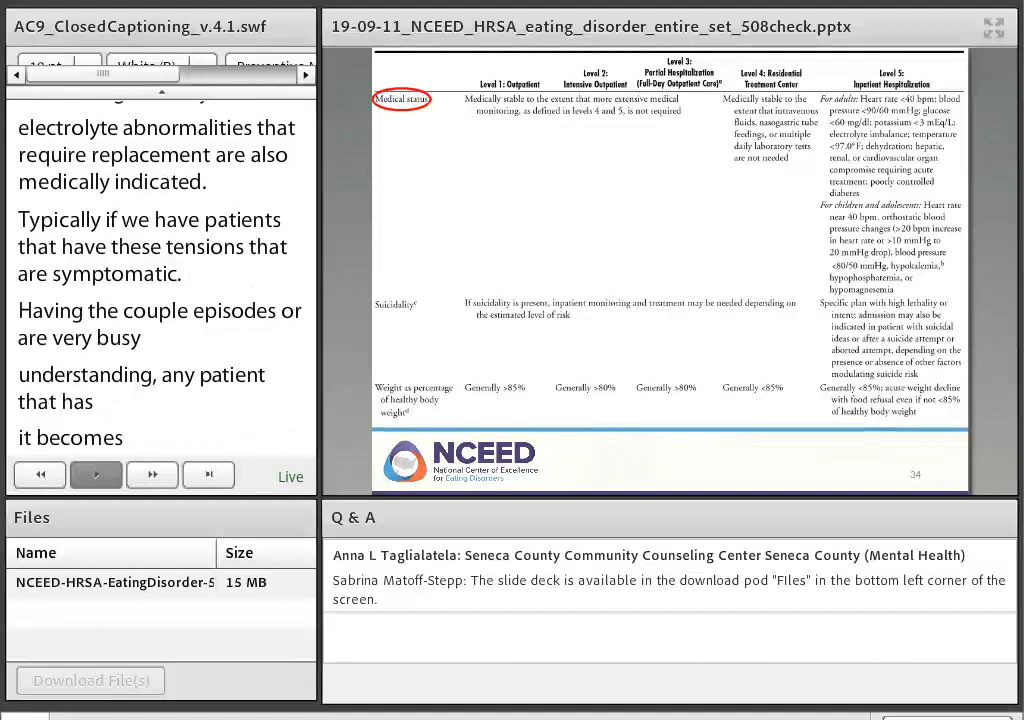 AC9_ClosedCaptioning_v.4.1.swf
electrolyte abnormalities that
require replacement are also
medically indicated.
Typically if we have patients
that have these tensions that
are symptomatic.
Having the couple episodes or
are very busy
understanding, any patient
that has
it becomes
Live
19-09-11_NCEED_HRSA_eating_disorder_entire_set_508check.pptx
Level 1: Outpatient
Level 2:
Intensive Outpatient
Level 3:
Partial Hospitalization
(Full-Day Outpatient Care)a
Level 4: Residential
Treatment Center
Level 5:
Inpatient Hospitalization
Medical status
Medically stable to the extent that more extensive medical
monitoring, as defined in levels 4 and 5, is not required
Medically stable to the
extent that intravenous
fluids, nasogastric tube
feedings, or multiple
daily laboratory tests
are not needed
For adults: Heart rate <40 bpm; blood
pressure <90/60 mmHg; glucose
<60 mg/dl; potassium <3 mEq/L;
electrolyte imbalance; temperature
<97.0°F; dehydration; hepatic,
renal, or cardiovascular organ
compromise requiring acute
treatment; poorly controlled
diabetes
For children and adolescents: Heart rate
near 40 bpm, orthostatic blood
pressure changes (>20 bpm increase
in heart rate or >10 mmHg to
20 mmHg drop), blood pressure
<80/50 mmHg, hypokalemia,b
hypophosphatemia, or
hypomagnesemia
Suicidalityc
If suicidality is present, inpatient monitoring and treatment may be needed depending on
the estimated level of risk
Specific plan with high lethality or
intent; admission may also be
indicated in patient with suicidal
ideas or after a suicide attempt or
aborted attempt, depending on the
presence or absence of other factors
modulating suicide risk
Weight as percentage
of healthy body
weightd
Generally >85%
Generally >80%
Generally >80%
Generally <85%
Generally <85%; acute weight decline
with food refusal even if not <85%
of healthy body weight
NCEED
National Center of Excellence
for Eating Disorders
34
Files
Name Size
NCEED-HRSA-EatingDisorder-5 15 MB
Download File(s)
Q & A
Anna L Taglialatela: Seneca County Community Counseling Center Seneca County (Mental Health)
Sabrina Matoff-Stepp: The slide deck is available in the download pod "FIles" in the bottom left corner of the
screen.